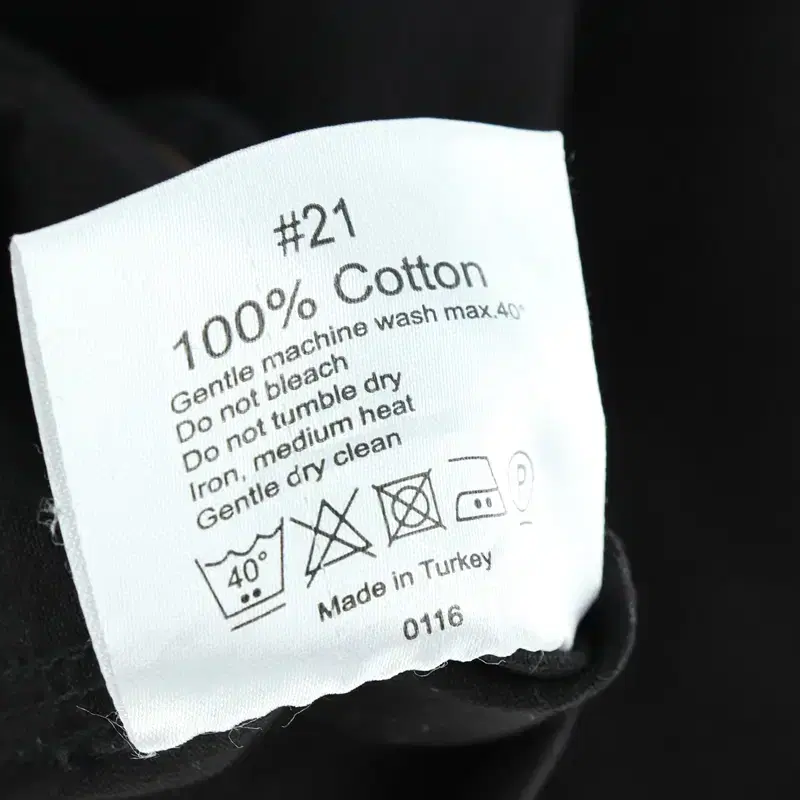 #21
100% Cotton
Gentle machine wash max.40°
Do not bleach
Do not tumble dry
Iron, medium heat
Gentle dry clean
40°
P
Made in Turkey
0116